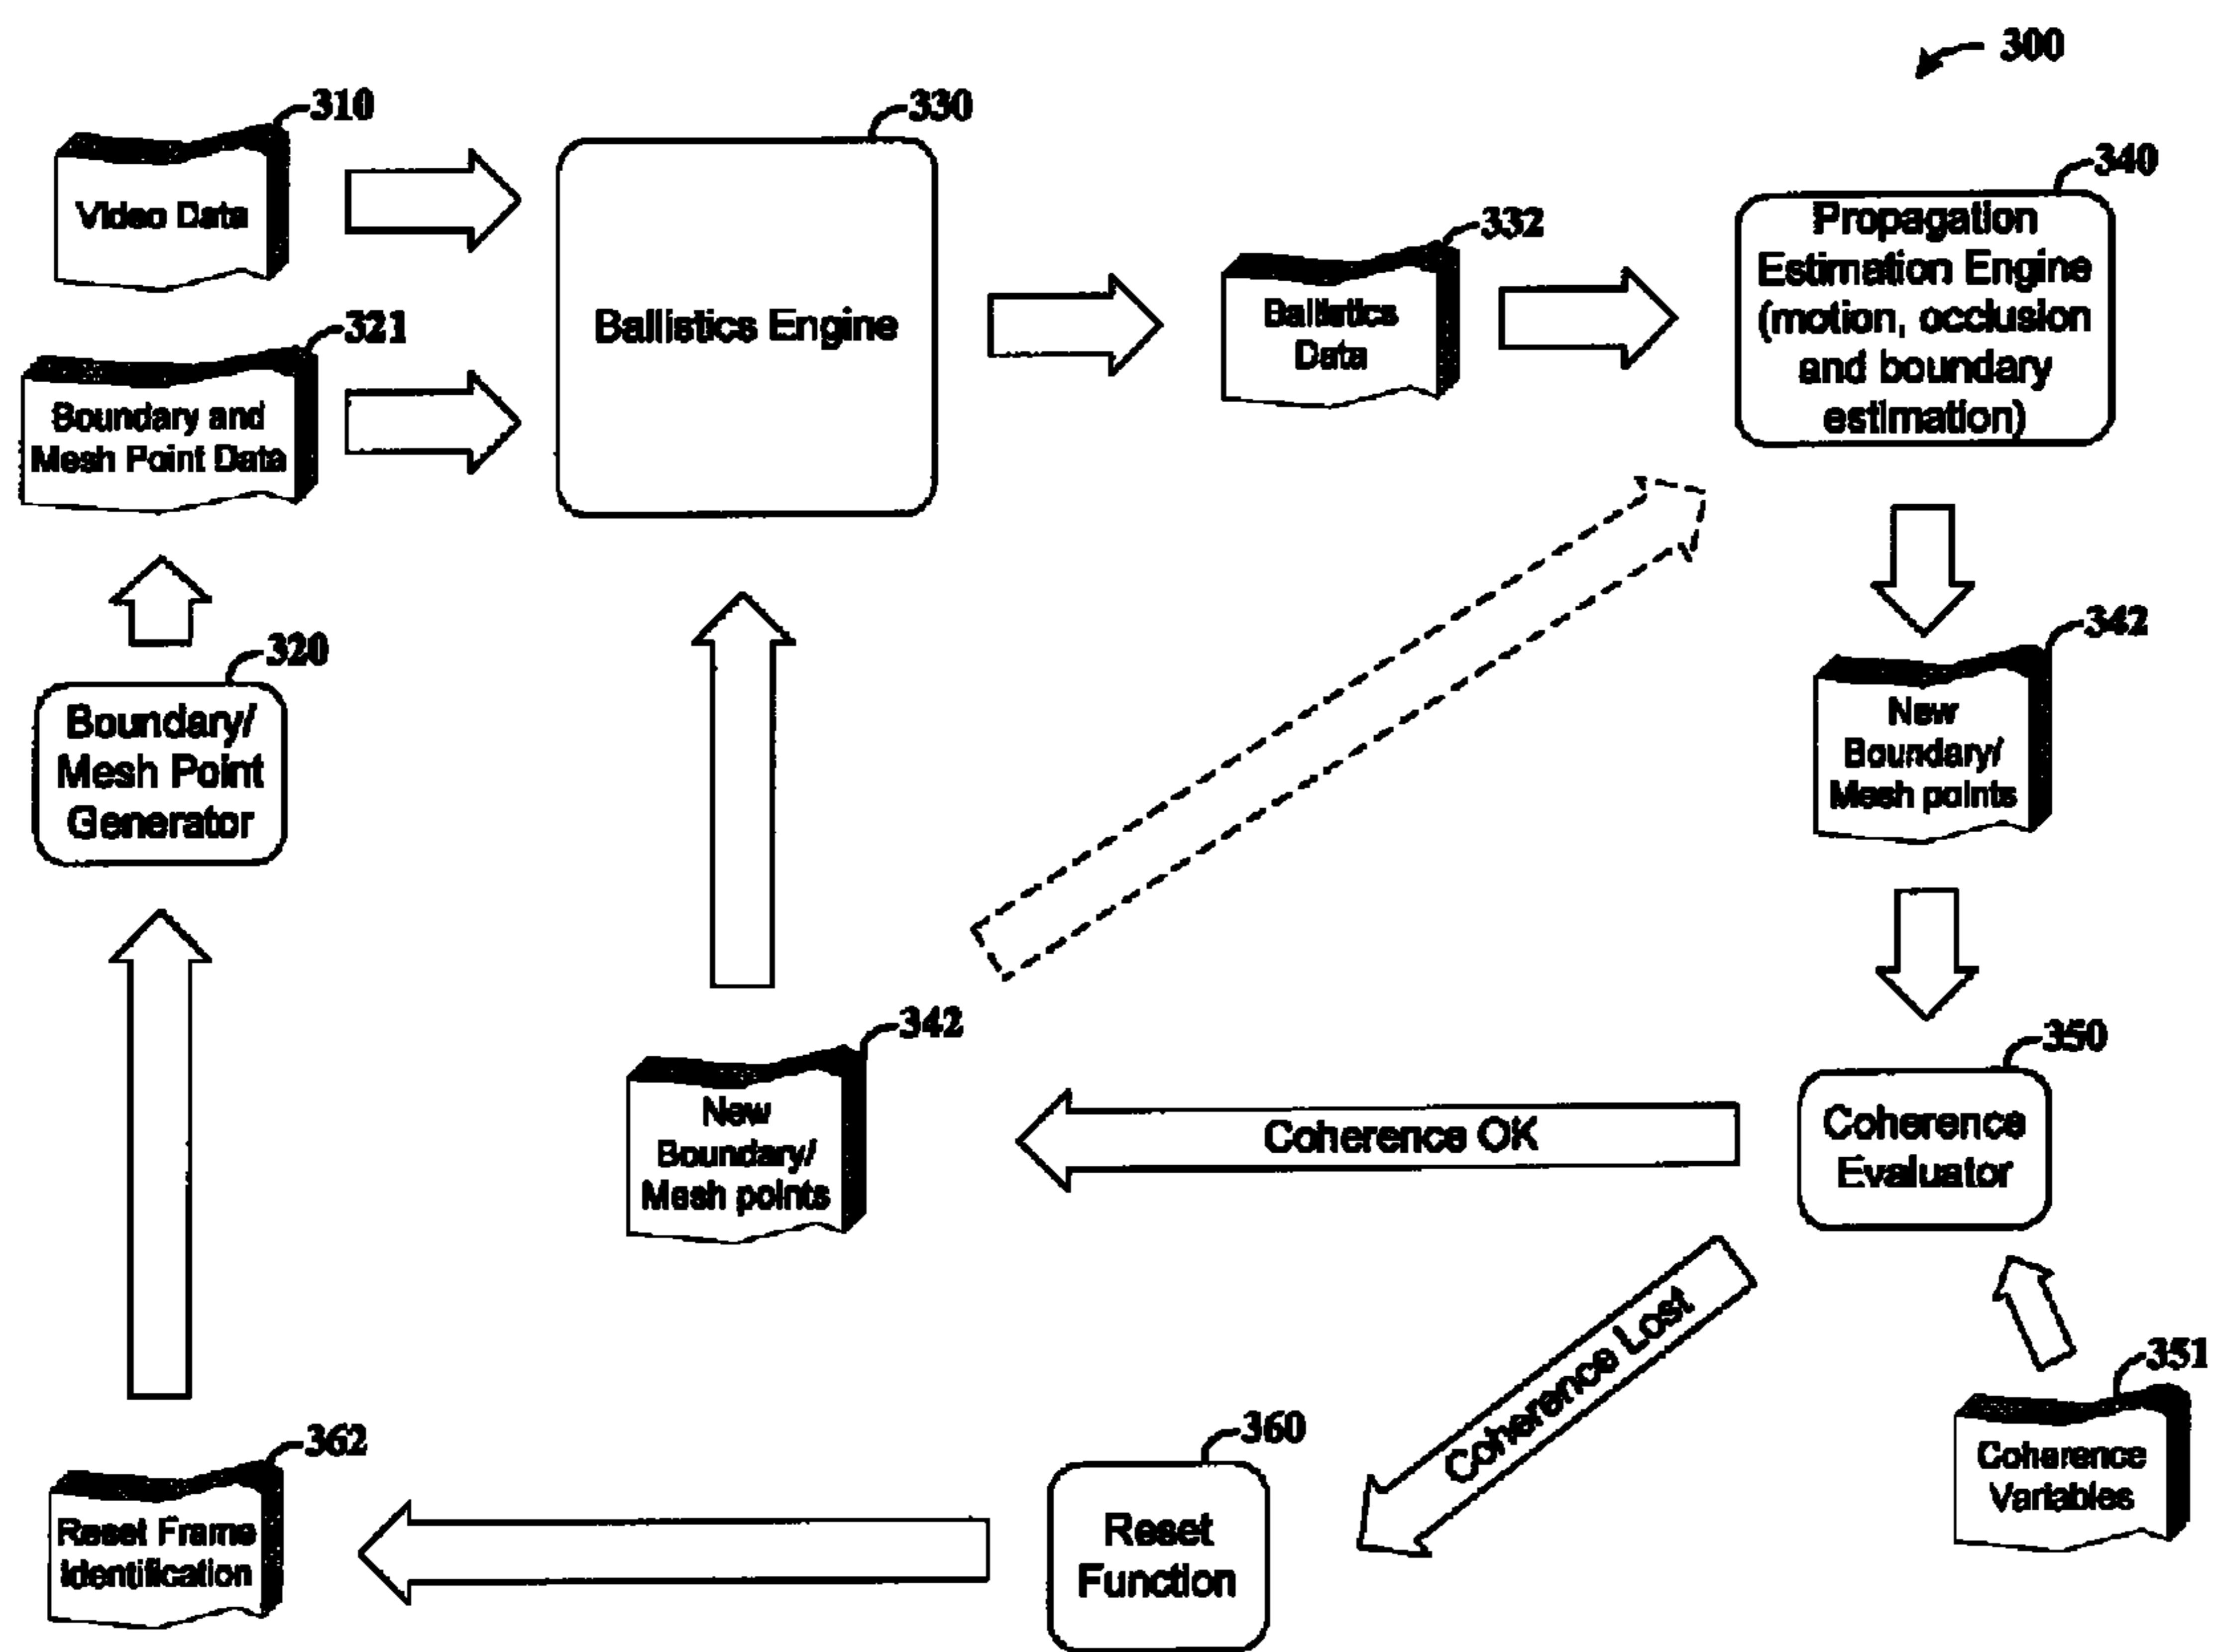 300
310
Video Data
321
Boundary and
Mesh Point Data
330
Ballistics Engine
332
Ballistics
Data
340
Propagation
Estimation Engine
(motion, occlusion
and boundary
estimation)
320
Boundary/
Mesh Point
Generator
342
New
Boundary/
Mesh points
342
New
Boundary/
Mesh points
Coherence OK
350
Coherence
Evaluator
Coherence Lost
351
Coherence
Variables
360
Reset
Function
362
Reset Frame
Identification